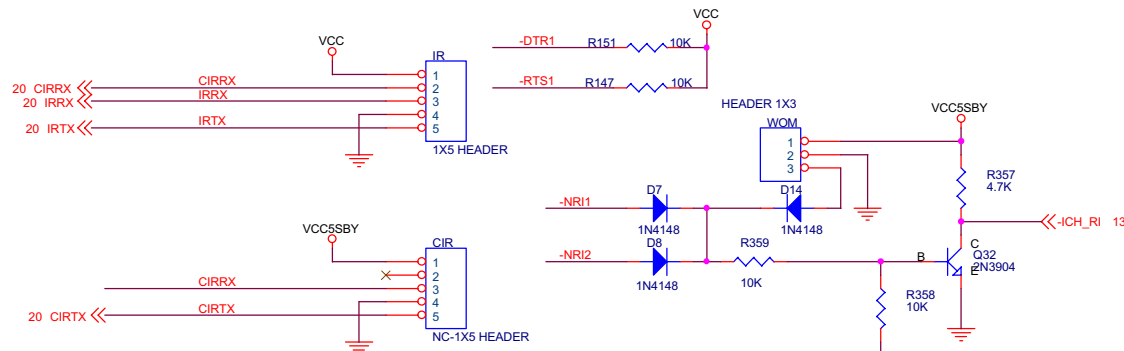 VCC
IR
1
20 CIRRX CIRRX 2
20 IRRX IRRX 3
4
20 IRTX IRTX 5
1X5 HEADER
VCC
-DTR1 R151 10K
-RTS1 R147 10K
HEADER 1X3
WOM
1
2
3
VCC5SBY
R357
4.7K
D7 D14
-NRI1
1N4148 1N4148
-ICH_RI 13
D8 R359
-NRI2
1N4148 10K
B C
Q32
2N3904
E
R358
10K
VCC5SBY
CIR
1
2
CIRRX 3
4
20 CIRTX CIRTX 5
NC-1X5 HEADER